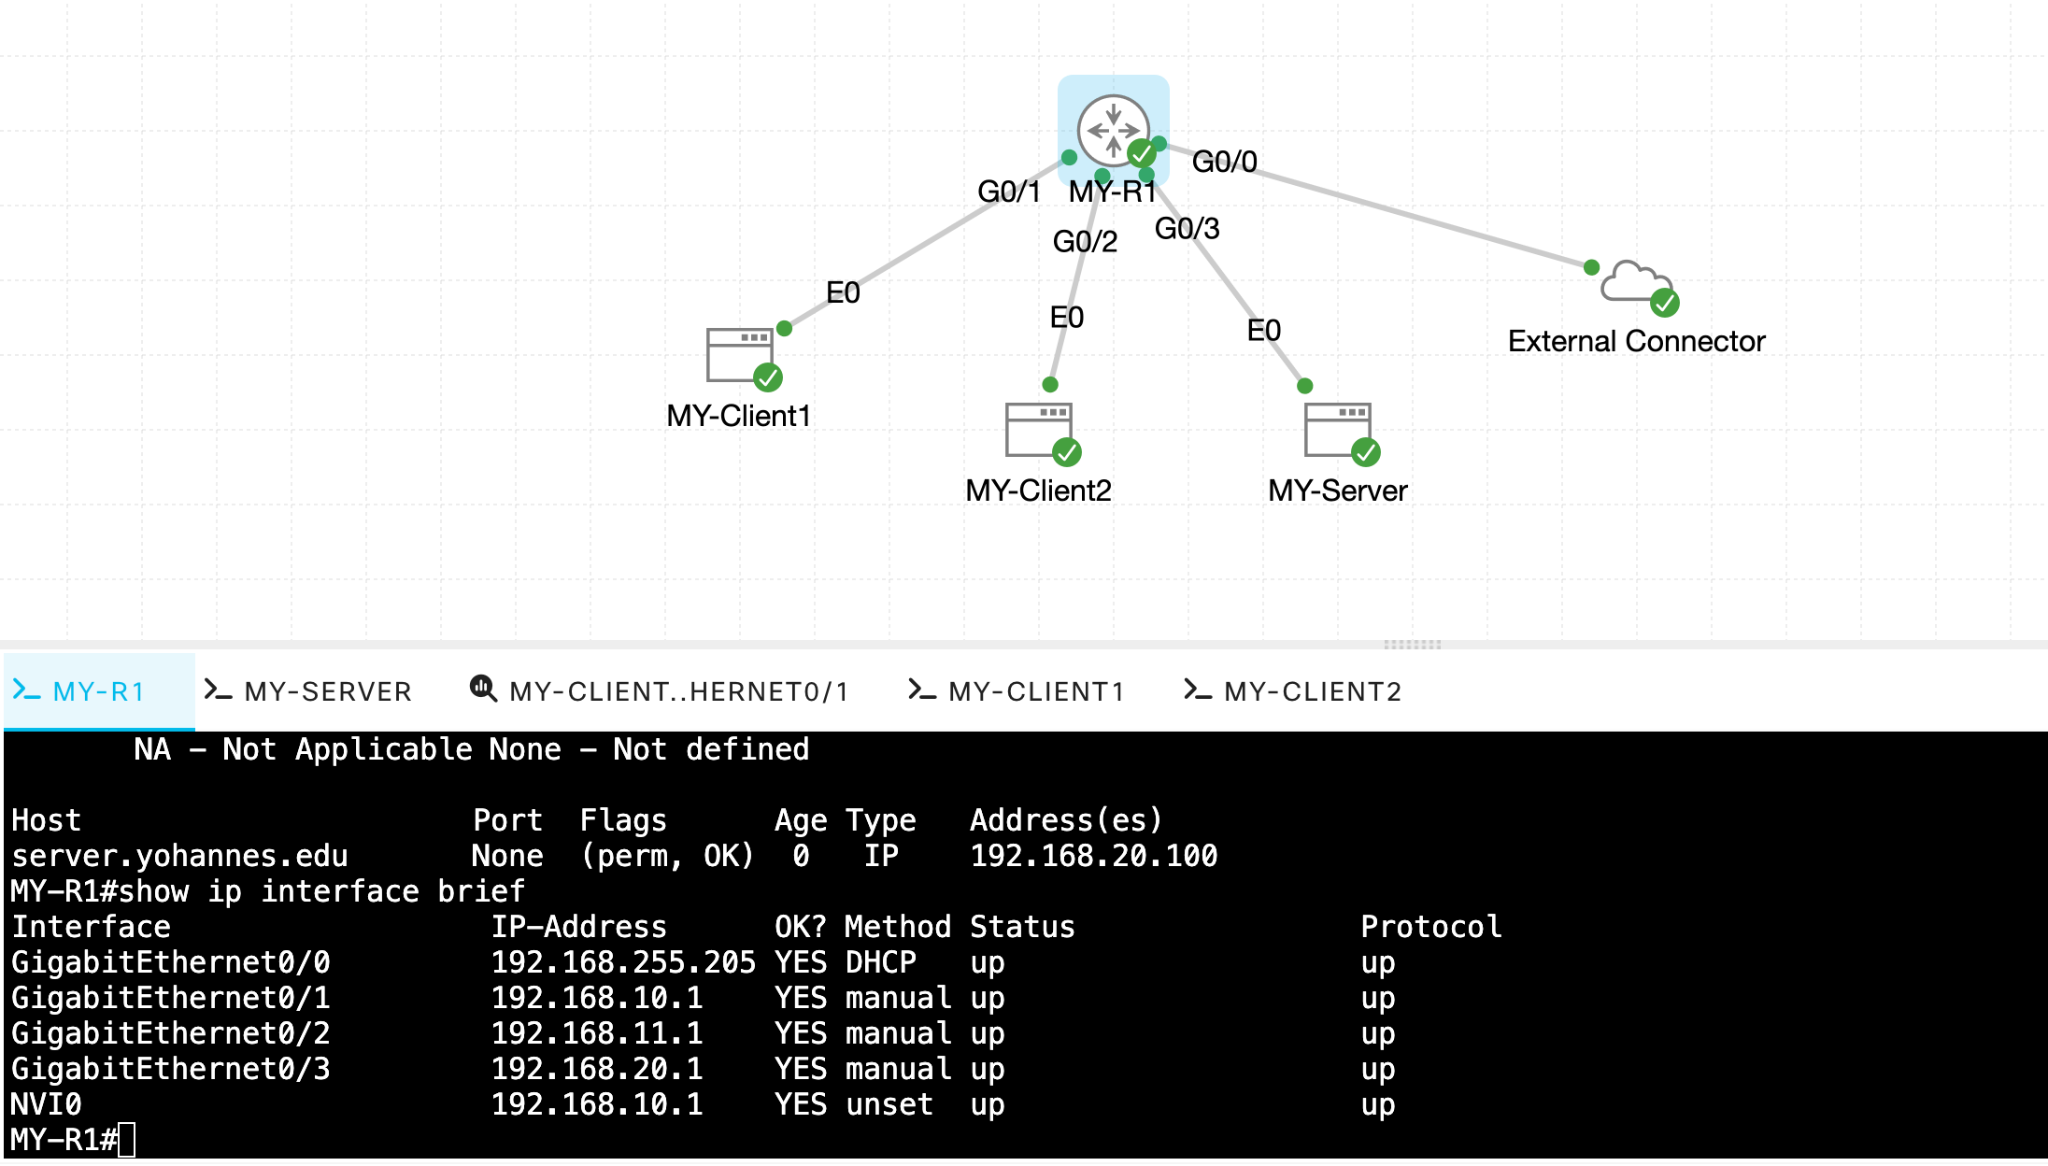 G0/0
G0/1 MY-R1
G0/3
G0/2
E0
E0
E0
External Connector
MY-Client1
MY-Client2
MY-Server
MY-R1 MY-SERVER MY-CLIENT..HERNET0/1 MY-CLIENT1 MY-CLIENT2
NA - Not Applicable None - Not defined
Host Port Flags Age Type Address(es)
server.yohannes.edu None (perm, OK) 0 IP 192.168.20.100
MY-R1#show ip interface brief
Interface IP-Address OK? Method Status Protocol
GigabitEthernet0/0 192.168.255.205 YES DHCP up up
GigabitEthernet0/1 192.168.10.1 YES manual up up
GigabitEthernet0/2 192.168.11.1 YES manual up up
GigabitEthernet0/3 192.168.20.1 YES manual up up
NVI0 192.168.10.1 YES unset up up
MY-R1#